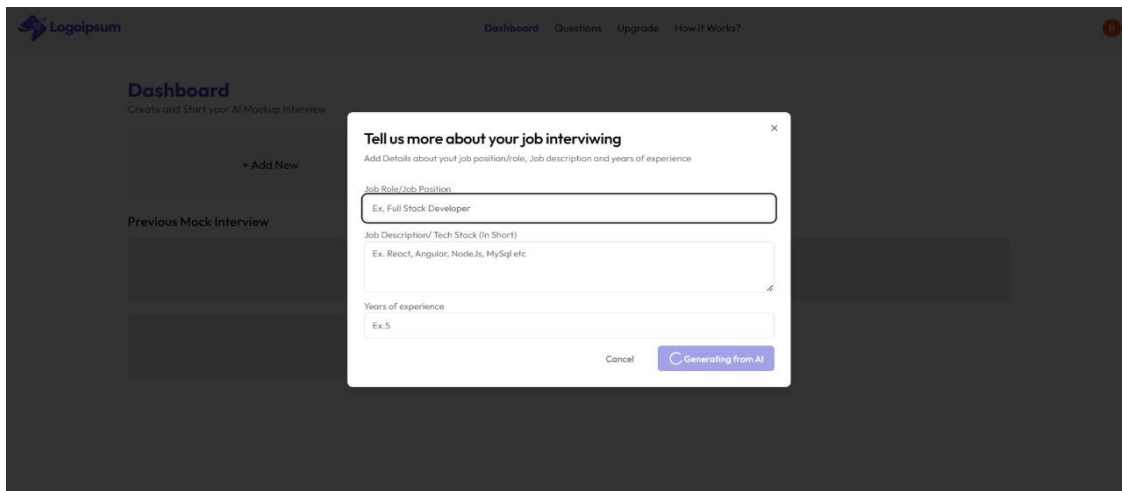 Logoipsum
Dashboard Questions Upgrade How it Works?
R
Dashboard
Create and Start your AI Mockup Interview
+ Add New
Previous Mock Interview
Tell us more about your job interviwing
Add Details about yout job position/role, Job description and years of experience
Job Role/Job Position
Ex. Full Stack Developer
Job Description/ Tech Stack (In Short)
Ex. React, Angular, NodeJs, MySql etc
Years of experience
Ex.5
Cancel Generating from AI